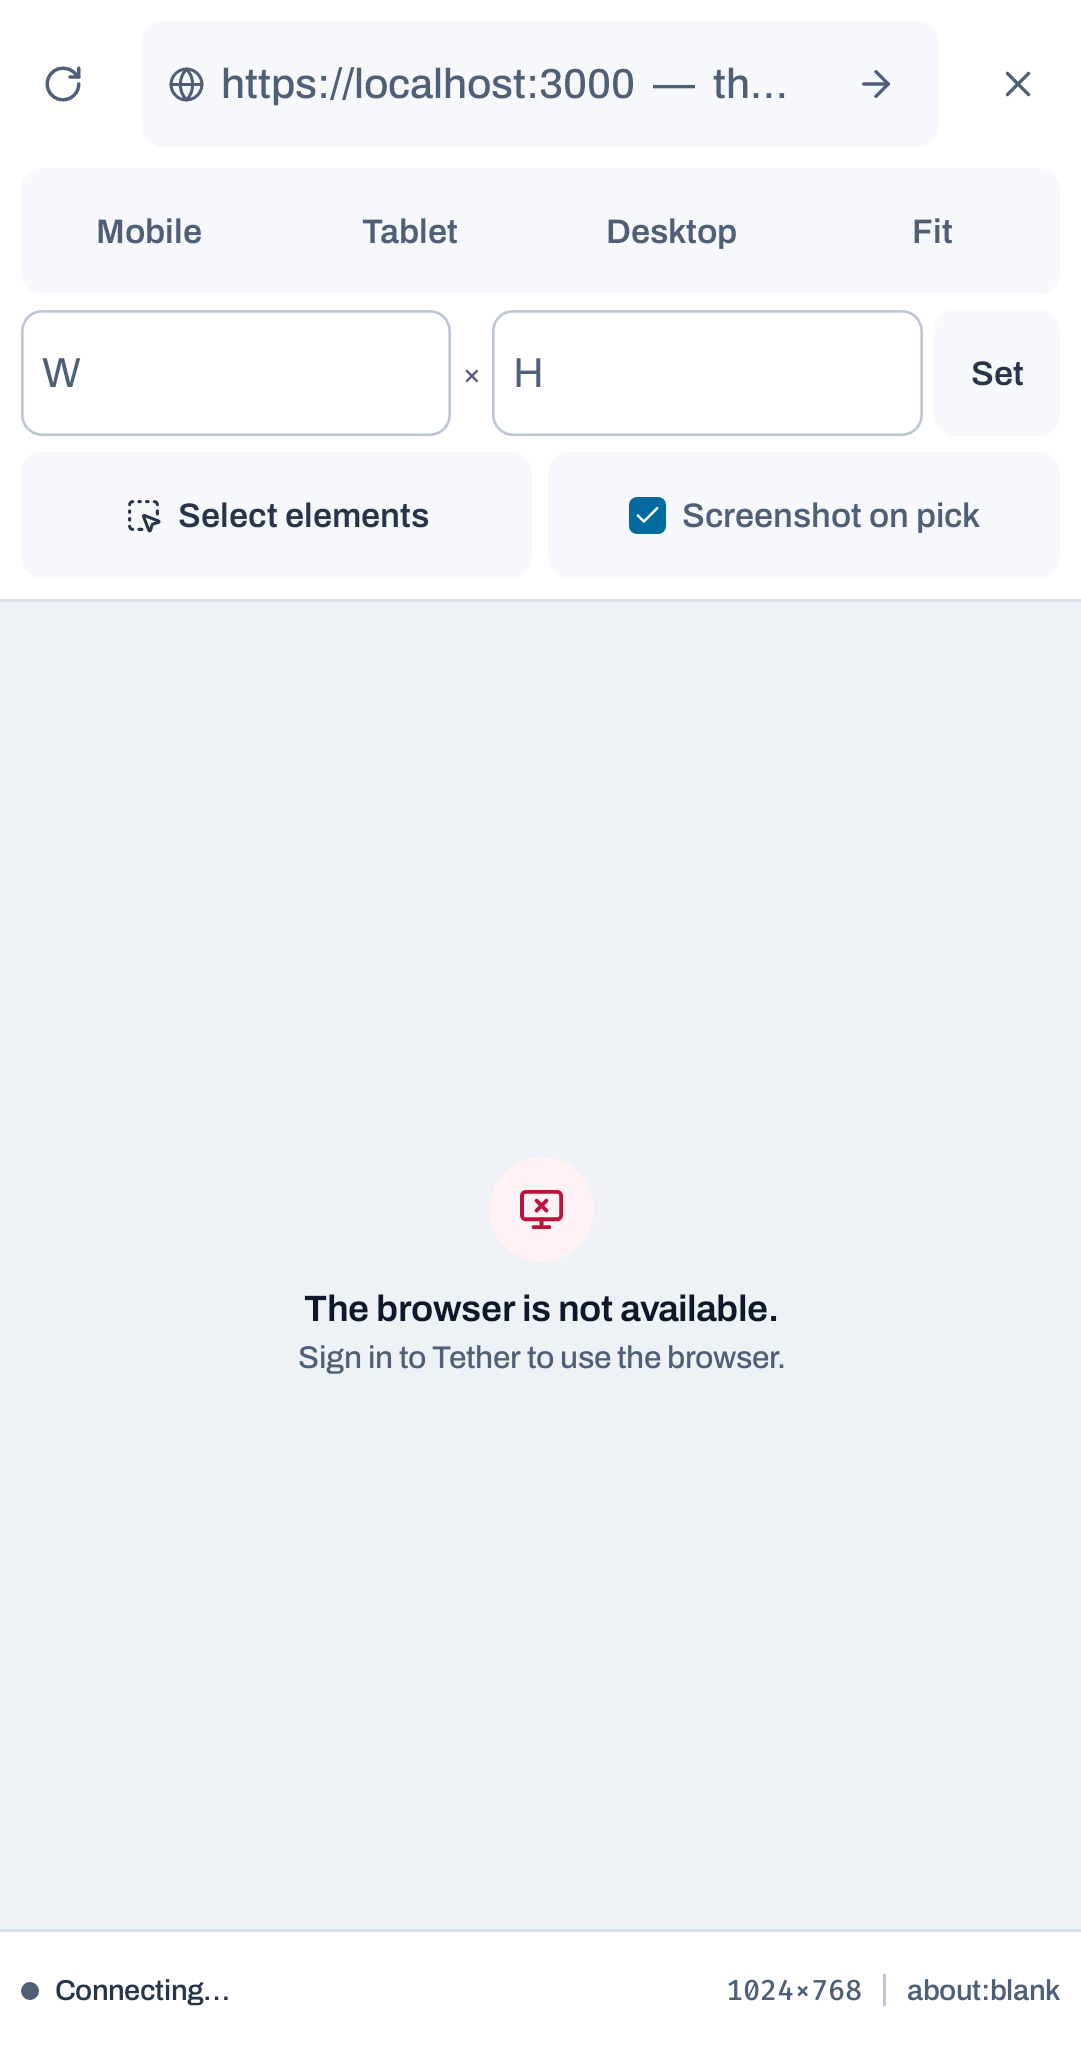 https://localhost:3000 — th...
Mobile Tablet Desktop Fit
W × H Set
Select elements Screenshot on pick
The browser is not available.
Sign in to Tether to use the browser.
Connecting... 1024×768 about:blank